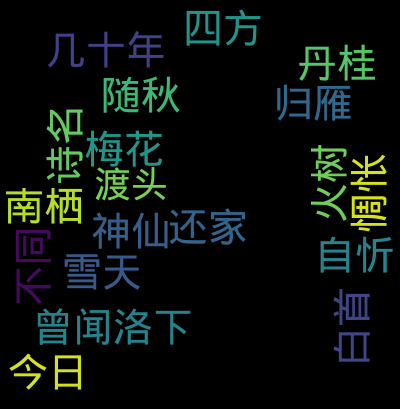 四方
几十年
丹桂
随秋
归雁
诗名
梅花
火树
惆怅
渡头
南栖
神仙
还家
不同
自忻
雪天
白首
曾闻洛下
今日